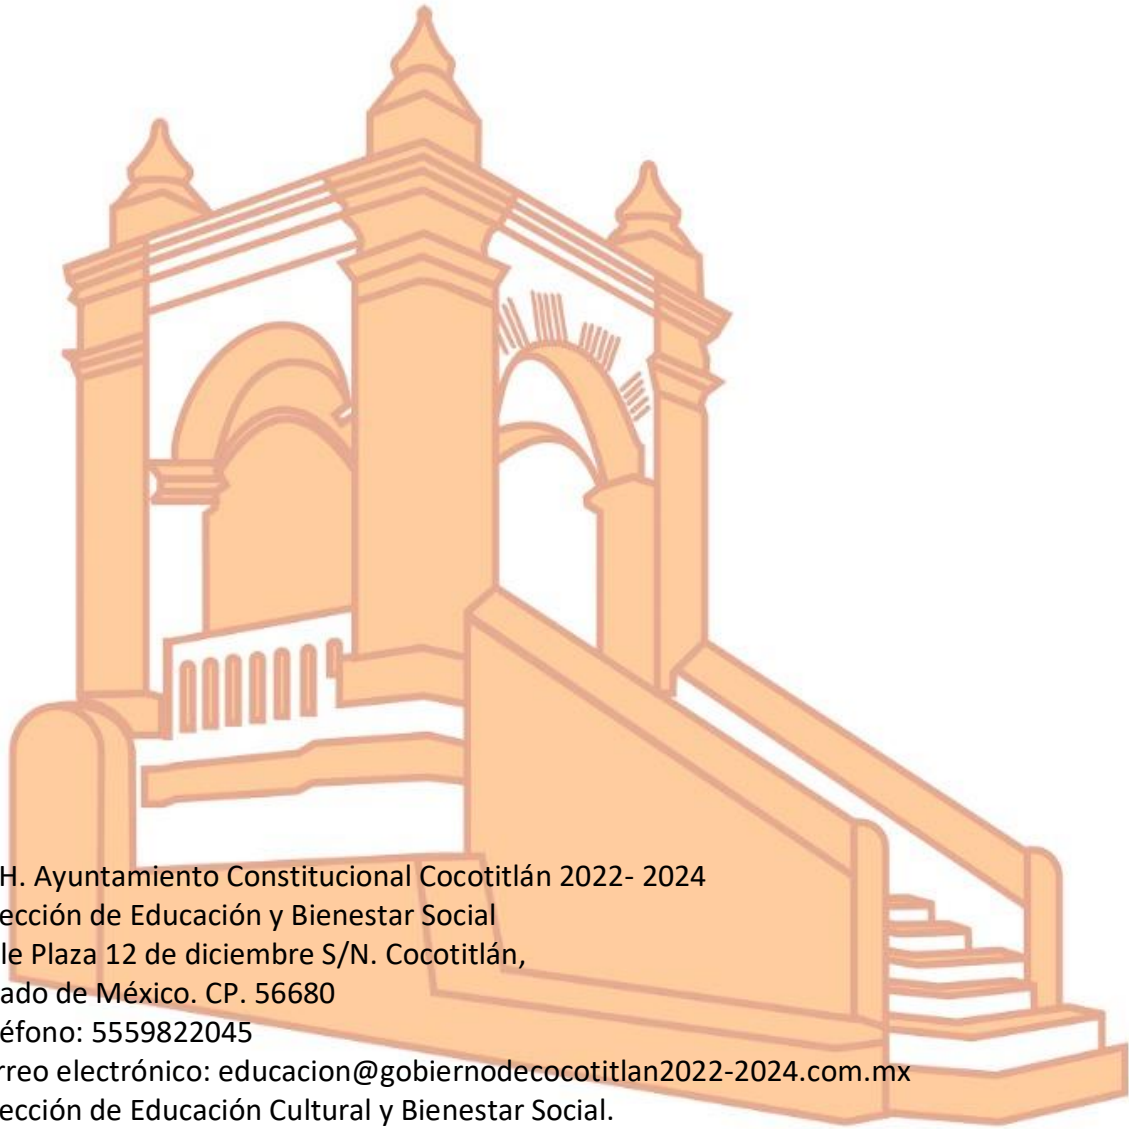 H. Ayuntamiento Constitucional Cocotitlán 2022- 2024
ección de Educación y Bienestar Social
le Plaza 12 de diciembre S/N. Cocotitlán,
ado de México. CP. 56680
éfono: 5559822045
rreo electrónico: educacion@gobiernodecocotitlan2022-2024.com.mx
ección de Educación Cultural y Bienestar Social.